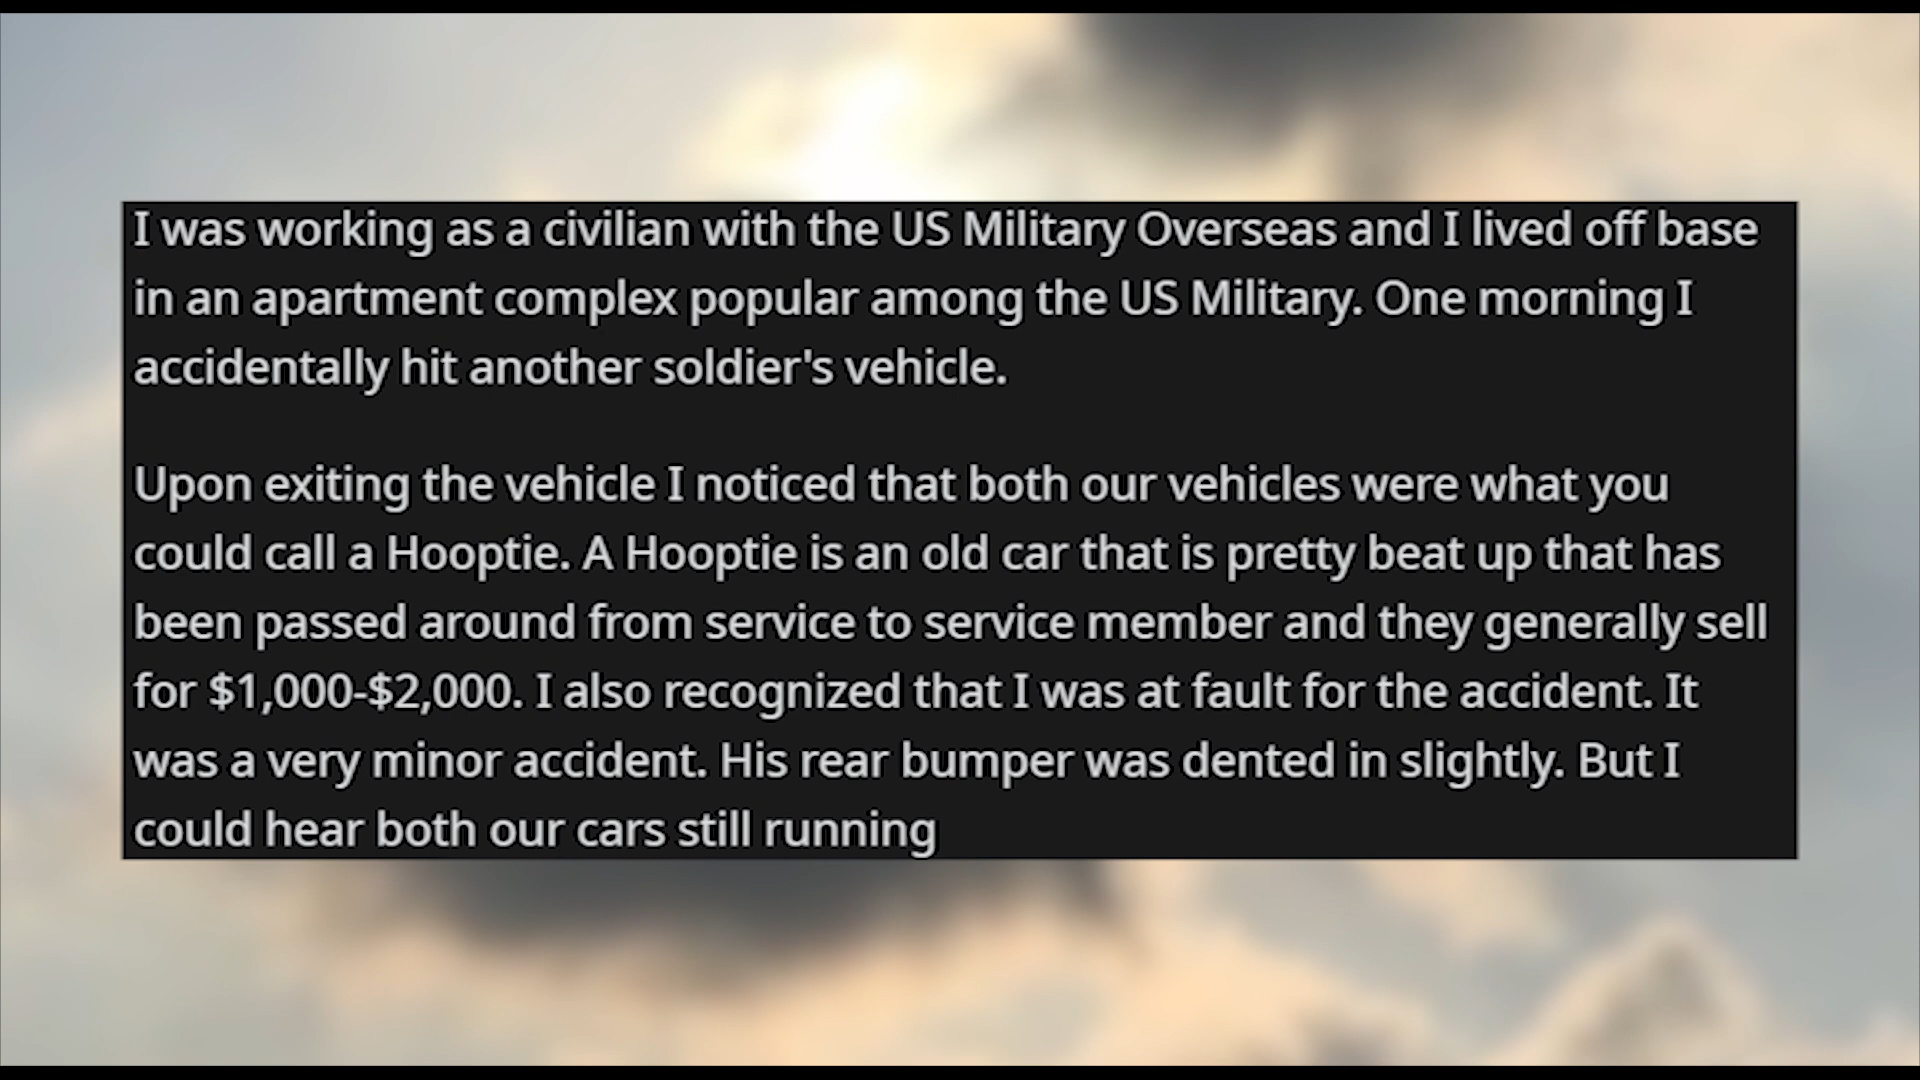 I was working as a civilian with the US Military Overseas and I lived off base
in an apartment complex popular among the US Military. One morning I
accidentally hit another soldier's vehicle.
Upon exiting the vehicle I noticed that both our vehicles were what you
could call a Hooptie. A Hooptie is an old car that is pretty beat up that has
been passed around from service to service member and they generally sell
for $1,000-$2,000. I also recognized that I was at fault for the accident. It
was a very minor accident. His rear bumper was dented in slightly. But I
could hear both our cars still running